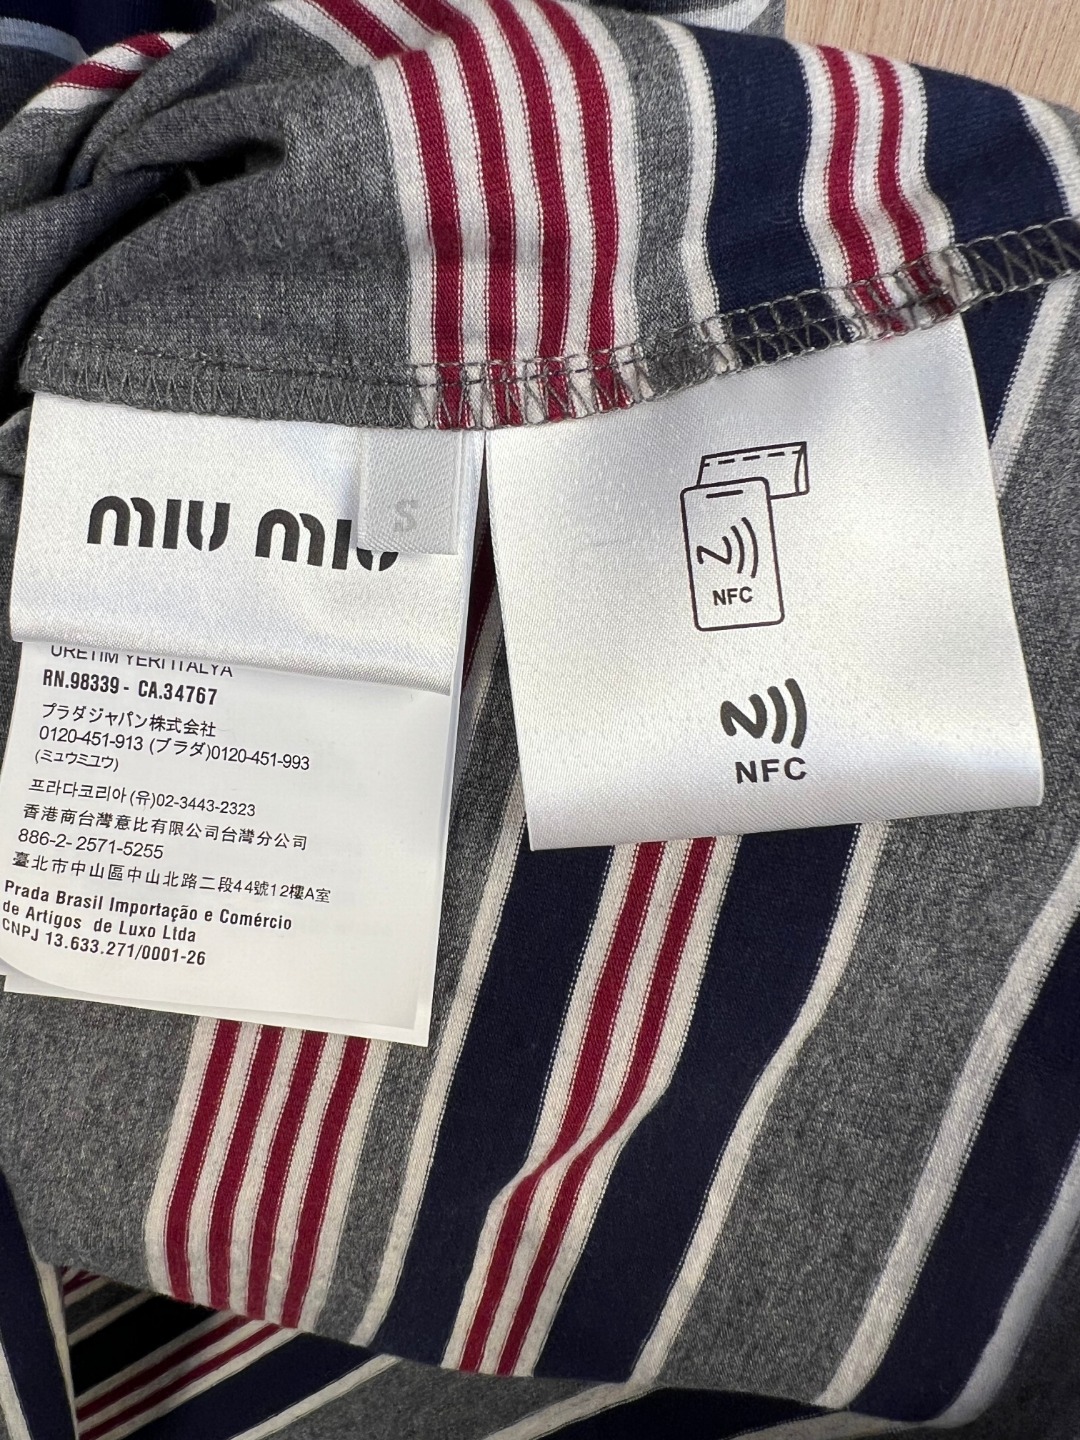 MIU MIU
S
NFC
NFC
ÜRETİM YERİ İTALYA
RN.98339- CA.34767
プラダジャパン株式会社
0120-451-913 (プラダ)0120-451-993
(ミュウミュウ)
프라다코리아(유)02-3443-2323
香港商台灣意比有限公司台灣分公司
886-2- 2571-5255
臺北市中山區中山北路二段44號12樓A室
Prada Brasil Importação e Comércio
de Artigos de Luxo Ltda
CNPJ 13.633.271/0001-26